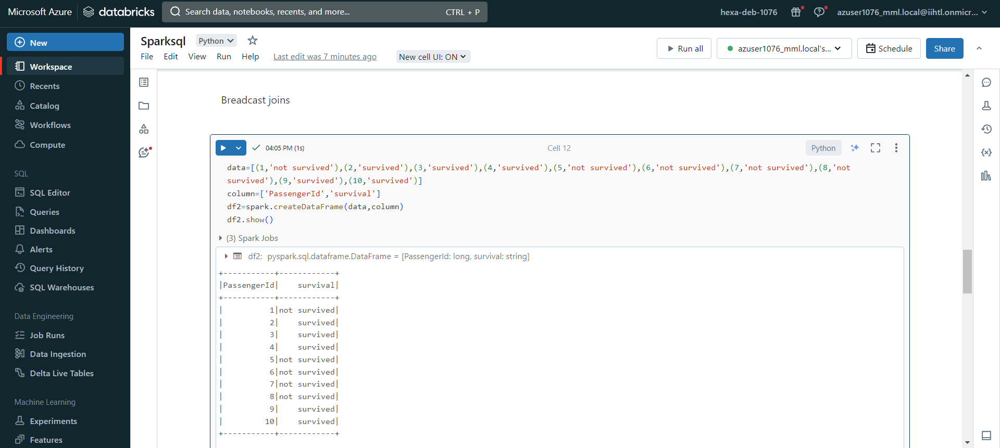 Microsoft Azure databricks Search data, notebooks, recents, and more... CTRL + P hexa-deb-1076 azuser1076_mml.local@iihtl.onmicr...
New
Workspace
Recents
Catalog
Workflows
Compute
SQL
SQL Editor
Queries
Dashboards
Alerts
Query History
SQL Warehouses
Data Engineering
Job Runs
Data Ingestion
Delta Live Tables
Machine Learning
Experiments
Features
Sparksql Python
File Edit View Run Help Last edit was 7 minutes ago New cell UI: ON
Run all azuser1076_mml.local's... Schedule Share
Breadcast joins
04:05 PM (1s) Cell 12 Python
data=[(1,'not survived'),(2,'survived'),(3,'survived'),(4,'survived'),(5,'not survived'),(6,'not survived'),(7,'not survived'),(8,'not
survived'),(9,'survived'),(10,'survived')]
column=['PassengerId','survival']
df2=spark.createDataFrame(data,column)
df2.show()
(3) Spark Jobs
df2: pyspark.sql.dataframe.DataFrame = [PassengerId: long, survival: string]
+-----------+------------+
|PassengerId|    survival|
+-----------+------------+
|          1|not survived|
|          2|    survived|
|          3|    survived|
|          4|    survived|
|          5|not survived|
|          6|not survived|
|          7|not survived|
|          8|not survived|
|          9|    survived|
|         10|    survived|
+-----------+------------+